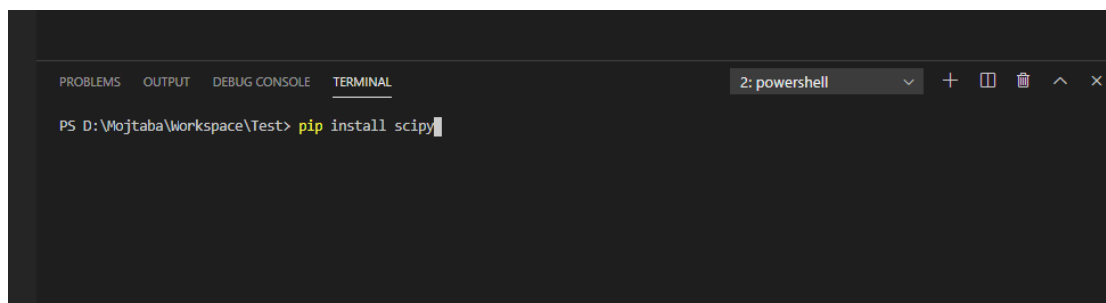 PROBLEMS OUTPUT DEBUG CONSOLE TERMINAL 2: powershell
PS D:\Mojtaba\Workspace\Test> pip install scipy